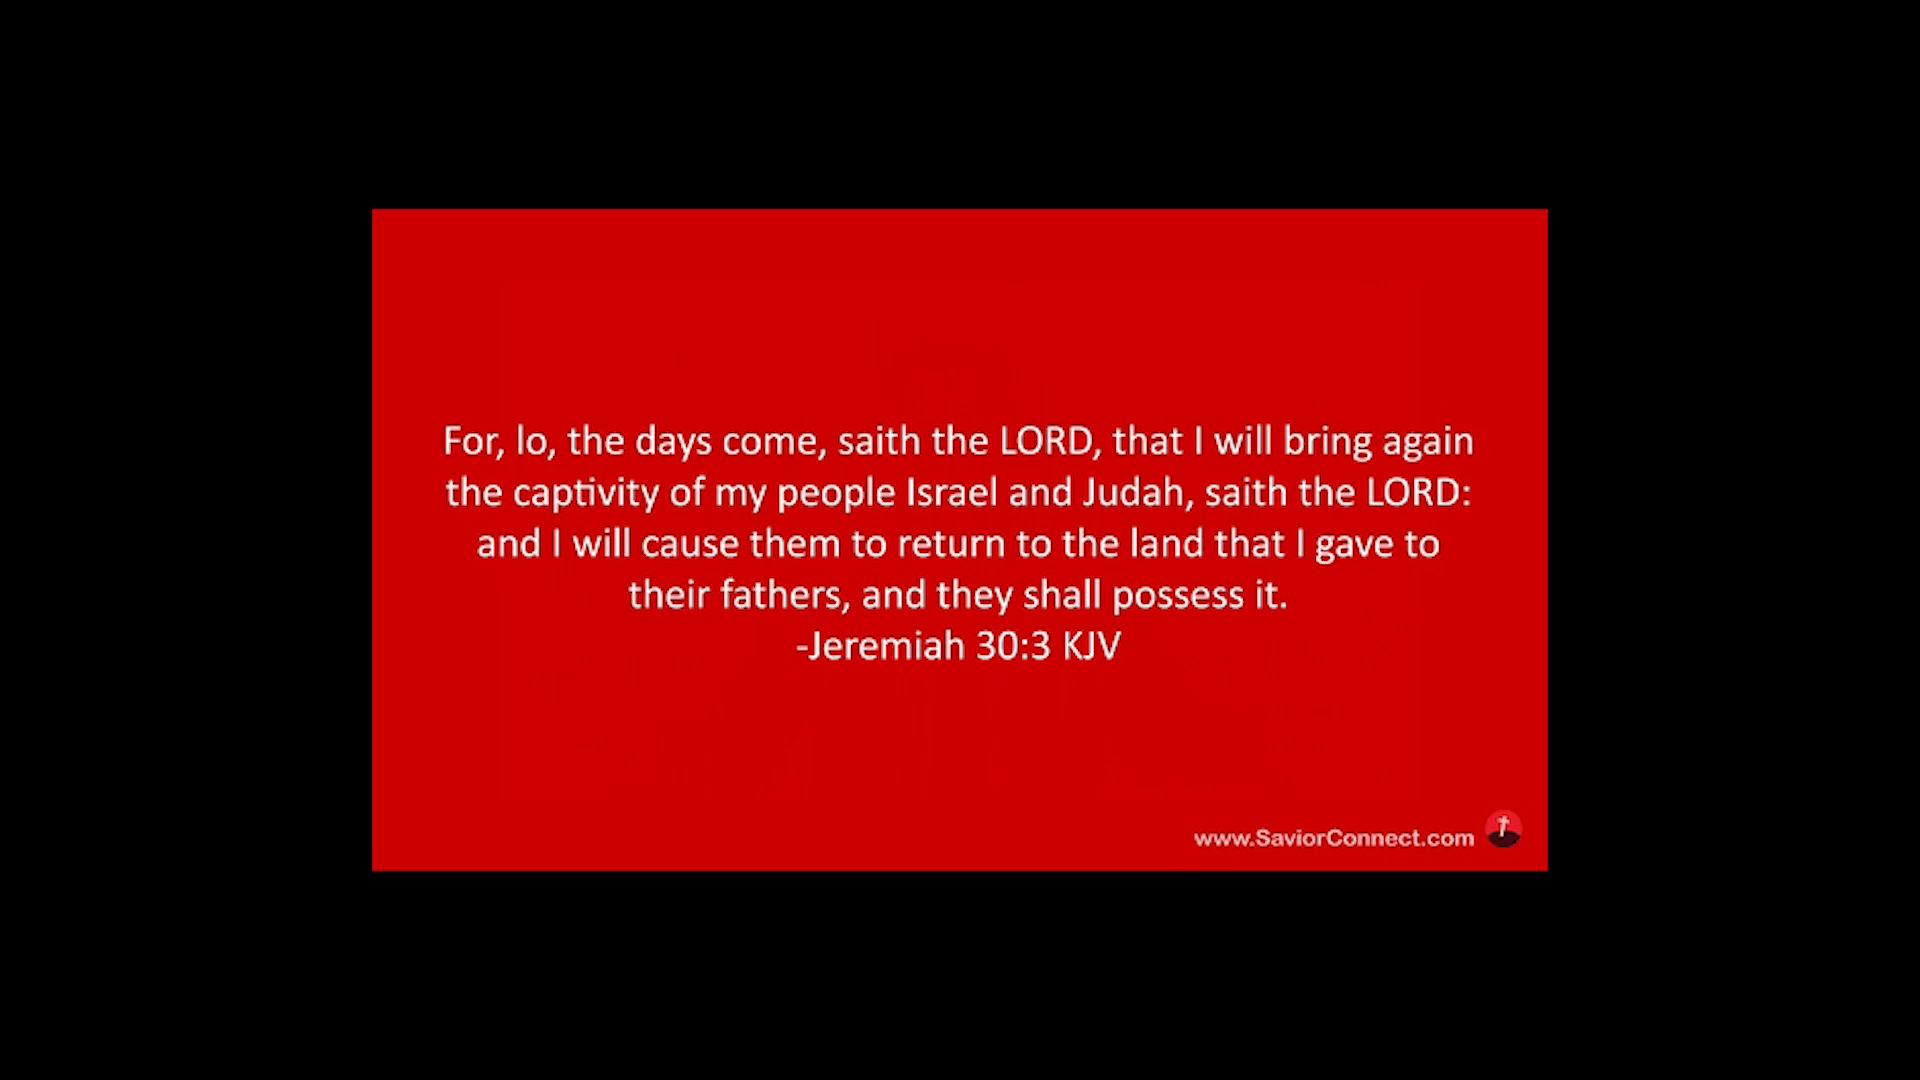 For, lo, the days come, saith the LORD, that I will bring again
the captivity of my people Israel and Judah, saith the LORD:
and I will cause them to return to the land that I gave to
their fathers, and they shall possess it.
-Jeremiah 30:3 KJV
www.SaviorConnect.com